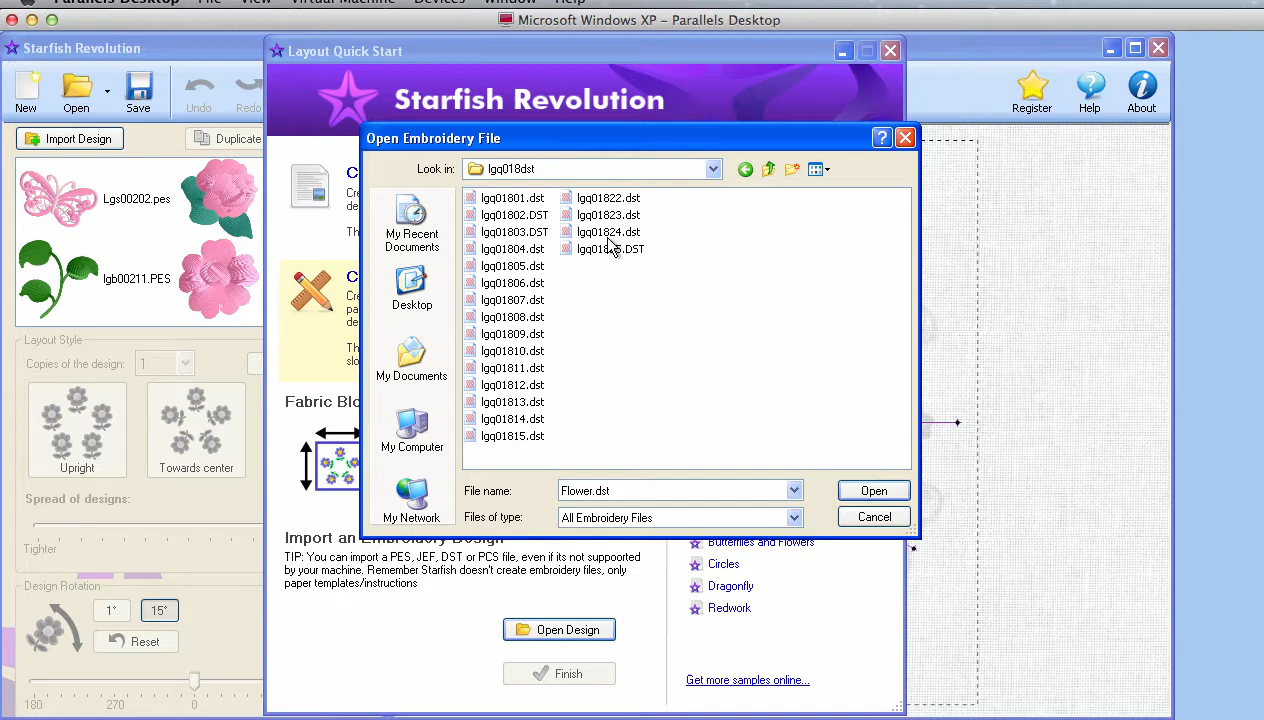 Parallels Desktop File View Virtual Machine Devices Window Help
Microsoft Windows XP – Parallels Desktop
Starfish Revolution
Layout Quick Start
New
Open
Save
Undo
Redo
Register
Help
About
Starfish Revolution
Import Design
Duplicate
Open Embroidery File
Look in:
lgq018dst
Lgs00202.pes
lgb00211.PES
My Recent
Documents
Desktop
My Documents
My Computer
My Network
lgq01801.dst
lgq01802.DST
lgq01803.DST
lgq01804.dst
lgq01805.dst
lgq01806.dst
lgq01807.dst
lgq01808.dst
lgq01809.dst
lgq01810.dst
lgq01811.dst
lgq01812.dst
lgq01813.dst
lgq01814.dst
lgq01815.dst
lgq01822.dst
lgq01823.dst
lgq01824.dst
File name:
Flower.dst
Open
Files of type:
All Embroidery Files
Cancel
Layout Style
Copies of the design:
1
Upright
Towards center
Spread of designs:
Tighter
Design Rotation
1°
15°
Reset
180
270
0
Fabric Blo
Import an Embroidery Design
TIP: You can import a PES, JEF, DST or PCS file, even if its not supported
by your machine. Remember Starfish doesn't create embroidery files, only
paper templates/instructions
Open Design
Finish
Butterflies and Flowers
Circles
Dragonfly
Redwork
Get more samples online...